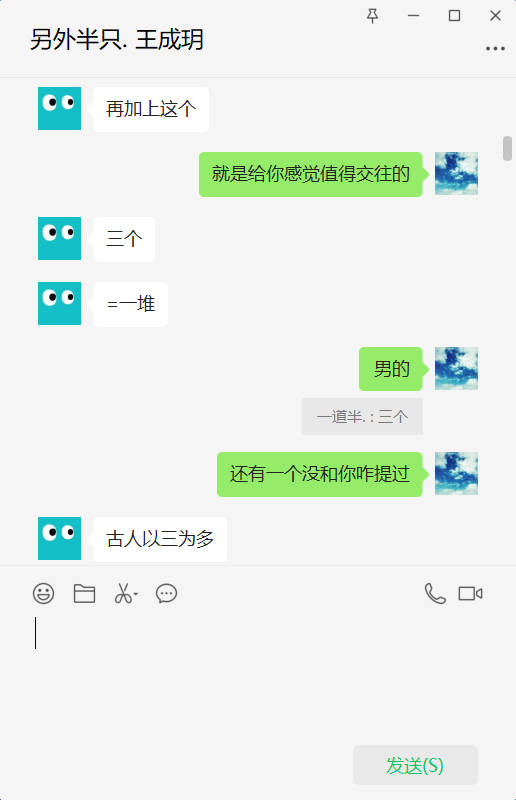 另外半只. 王成玥
再加上这个
就是给你感觉值得交往的
三个
=一堆
男的
一道半. : 三个
还有一个没和你咋提过
古人以三为多
发送(S)